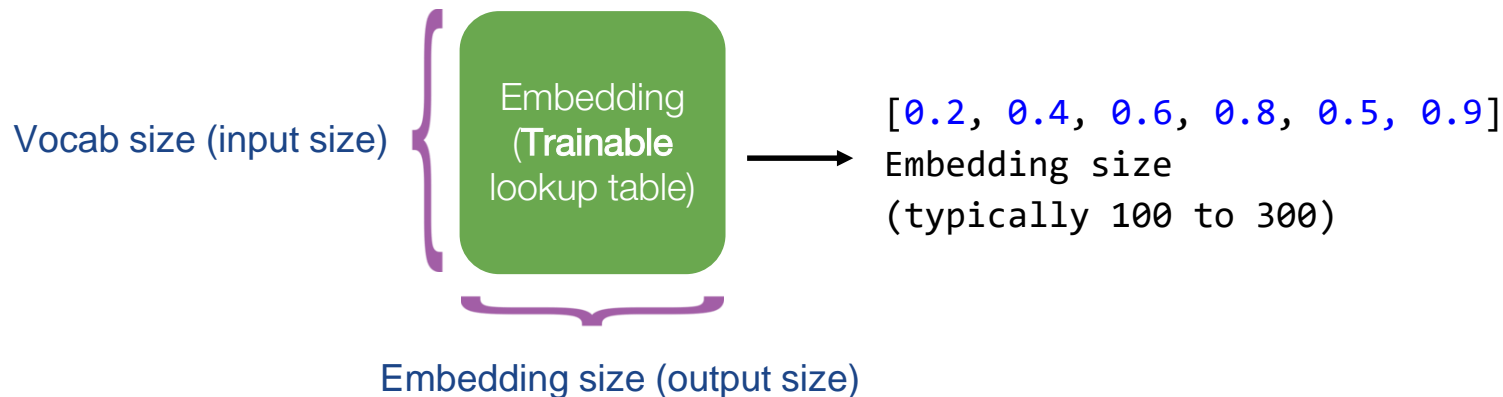 Vocab size (input size)
Embedding
(Trainable
lookup table)
[0.2, 0.4, 0.6, 0.8, 0.5, 0.9]
Embedding size
(typically 100 to 300)
Embedding size (output size)